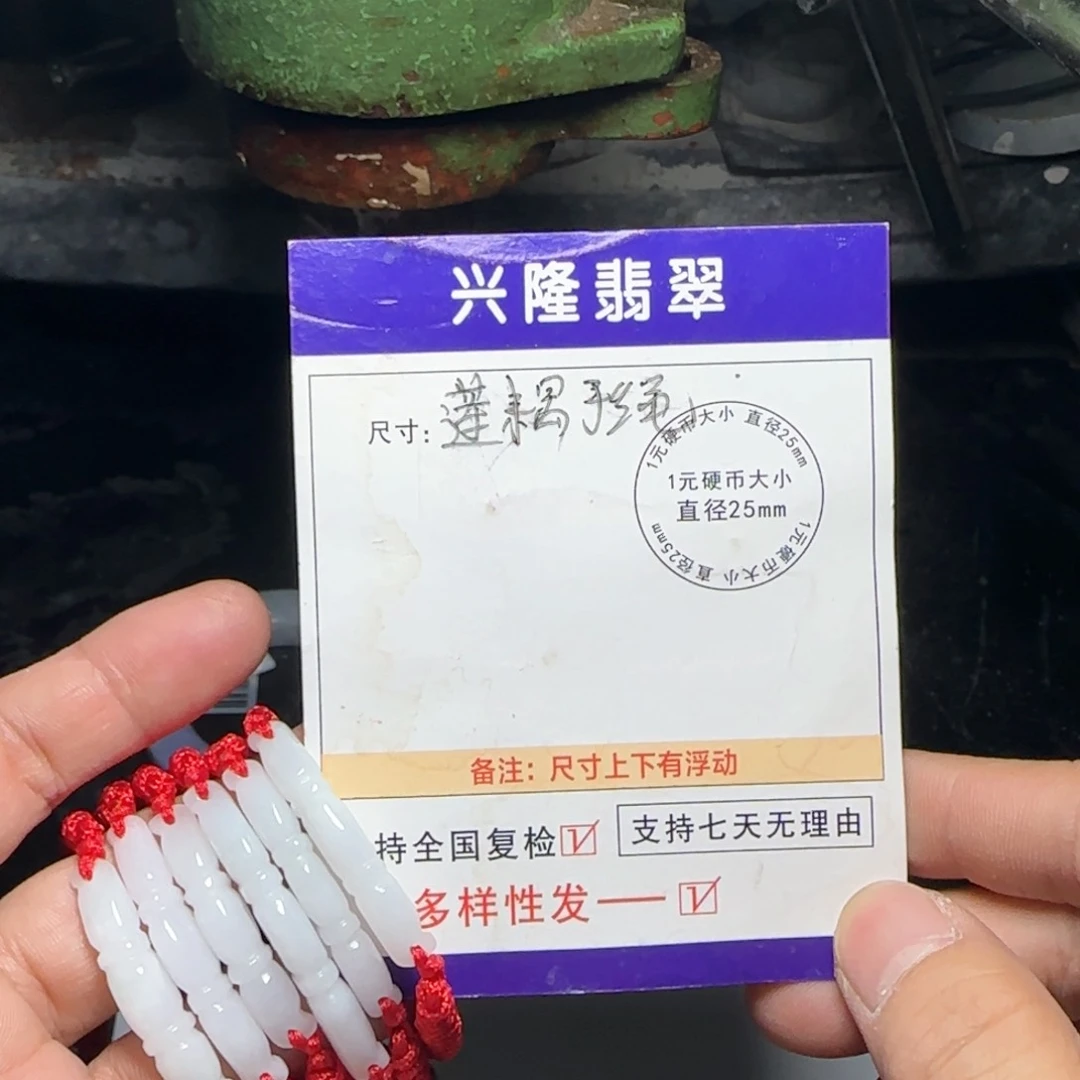 兴隆翡翠
尺寸: 莲耦手绳
1元硬币大小 直径25mm
1元硬币大小
直径25mm
1元硬币大小 直径25mm
备注: 尺寸上下有浮动
持全国复检
支持七天无理由
多样性发——